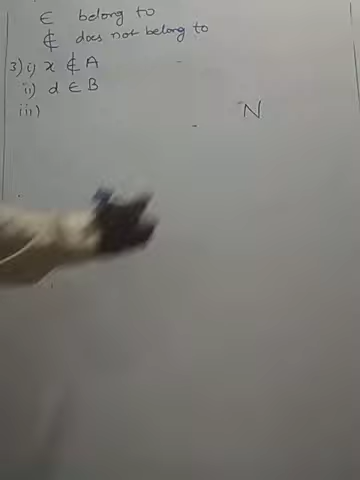 ∈ belong to
∉ does not belong to
3) i) x ∉ A
ii) d ∈ B
iii) N